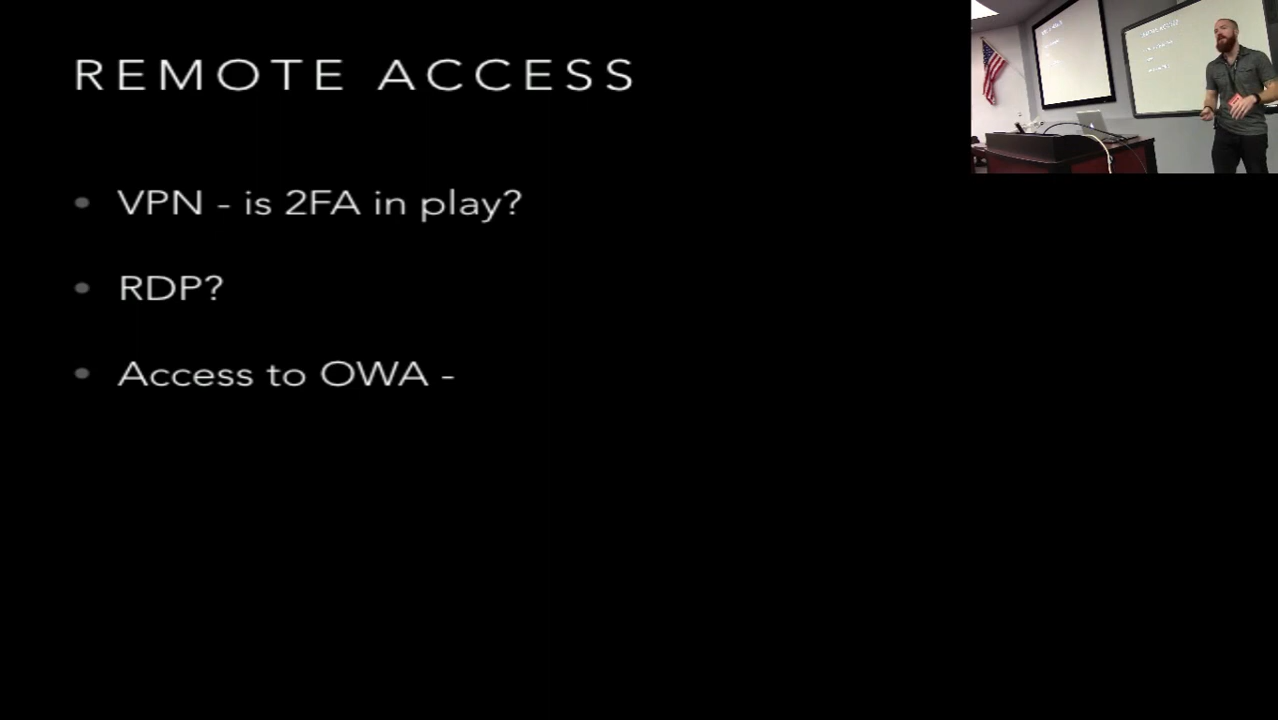 REMOTE ACCESS
VPN - is 2FA in play?
RDP?
Access to OWA -